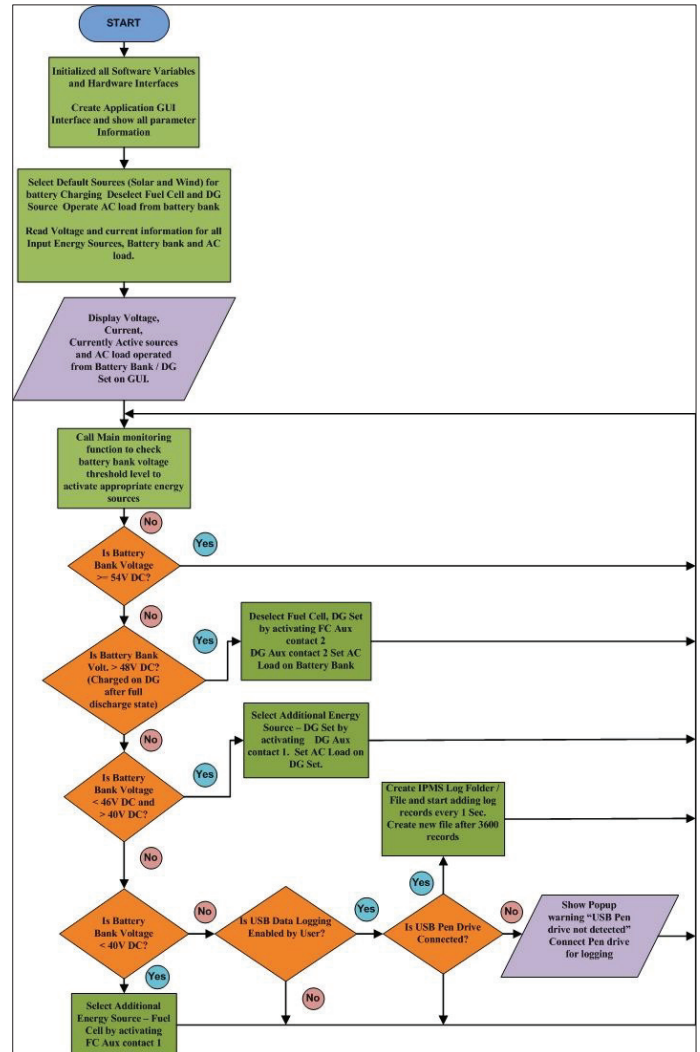 START
Initialized all Software Variables
and Hardware Interfaces
Create Application GUI
Interface and show all parameter
Information
Select Default Sources (Solar and Wind) for
battery Charging Deselect Fuel Cell and DG
Source Operate AC load from battery bank
Read Voltage and current information for all
Input Energy Sources, Battery bank and AC
load.
Display Voltage,
Current,
Currently Active sources
and AC load operated
from Battery Bank / DG
Set on GUI.
Call Main monitoring
function to check
battery bank voltage
threshold level to
activate appropriate energy
sources
No
Yes
Is Battery
Bank Voltage
>= 54V DC?
No
Yes
Is Battery Bank
Volt. > 48V DC?
(Charged on DG
after full
discharge state)
Deselect Fuel Cell, DG Set
by activating FC Aux
contact 2
DG Aux contact 2 Set AC
Load on Battery Bank
No
Yes
Is Battery
Bank Voltage
< 46V DC and
> 40V DC?
Select Additional Energy
Source – DG Set by
activating DG Aux
contact 1. Set AC Load on
DG Set.
No
Create IPMS Log Folder /
File and start adding log
records every 1 Sec.
Create new file after 3600
records
Is Battery
Bank Voltage
< 40V DC?
No
Is USB Data Logging
Enabled by User?
Yes
Yes
Is USB Pen Drive
Connected?
No
Show Popup
warning “USB Pen
drive not detected”
Connect Pen drive
for logging
Yes
No
Select Additional
Energy Source – Fuel
Cell by activating
FC Aux contact 1